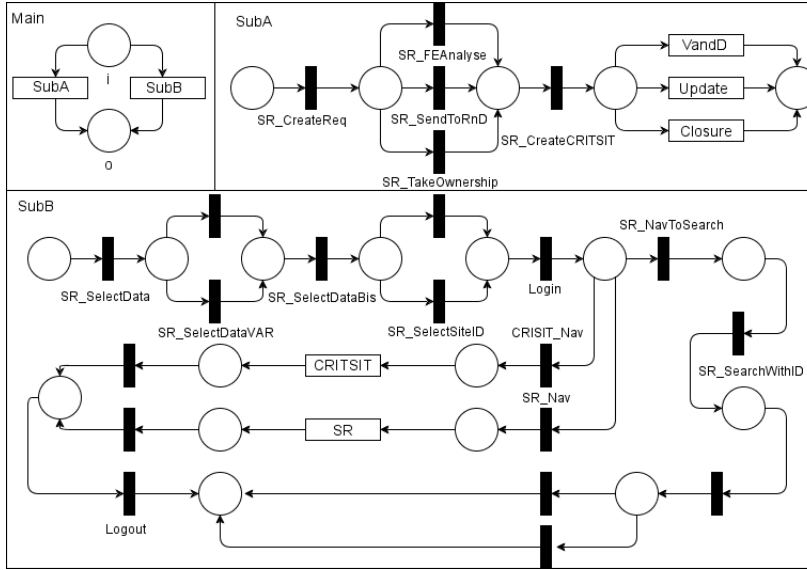 Main
SubA
SubB
i
o
SubA
SR_CreateReq
SR_FEAnalyse
SR_SendToRnD
SR_TakeOwnership
SR_CreateCRITSIT
VandD
Update
Closure
SubB
SR_SelectData
SR_SelectDataVAR
SR_SelectDataBis
SR_SelectSiteID
Login
SR_NavToSearch
SR_SearchWithID
CRISIT_Nav
CRITSIT
SR_Nav
SR
Logout